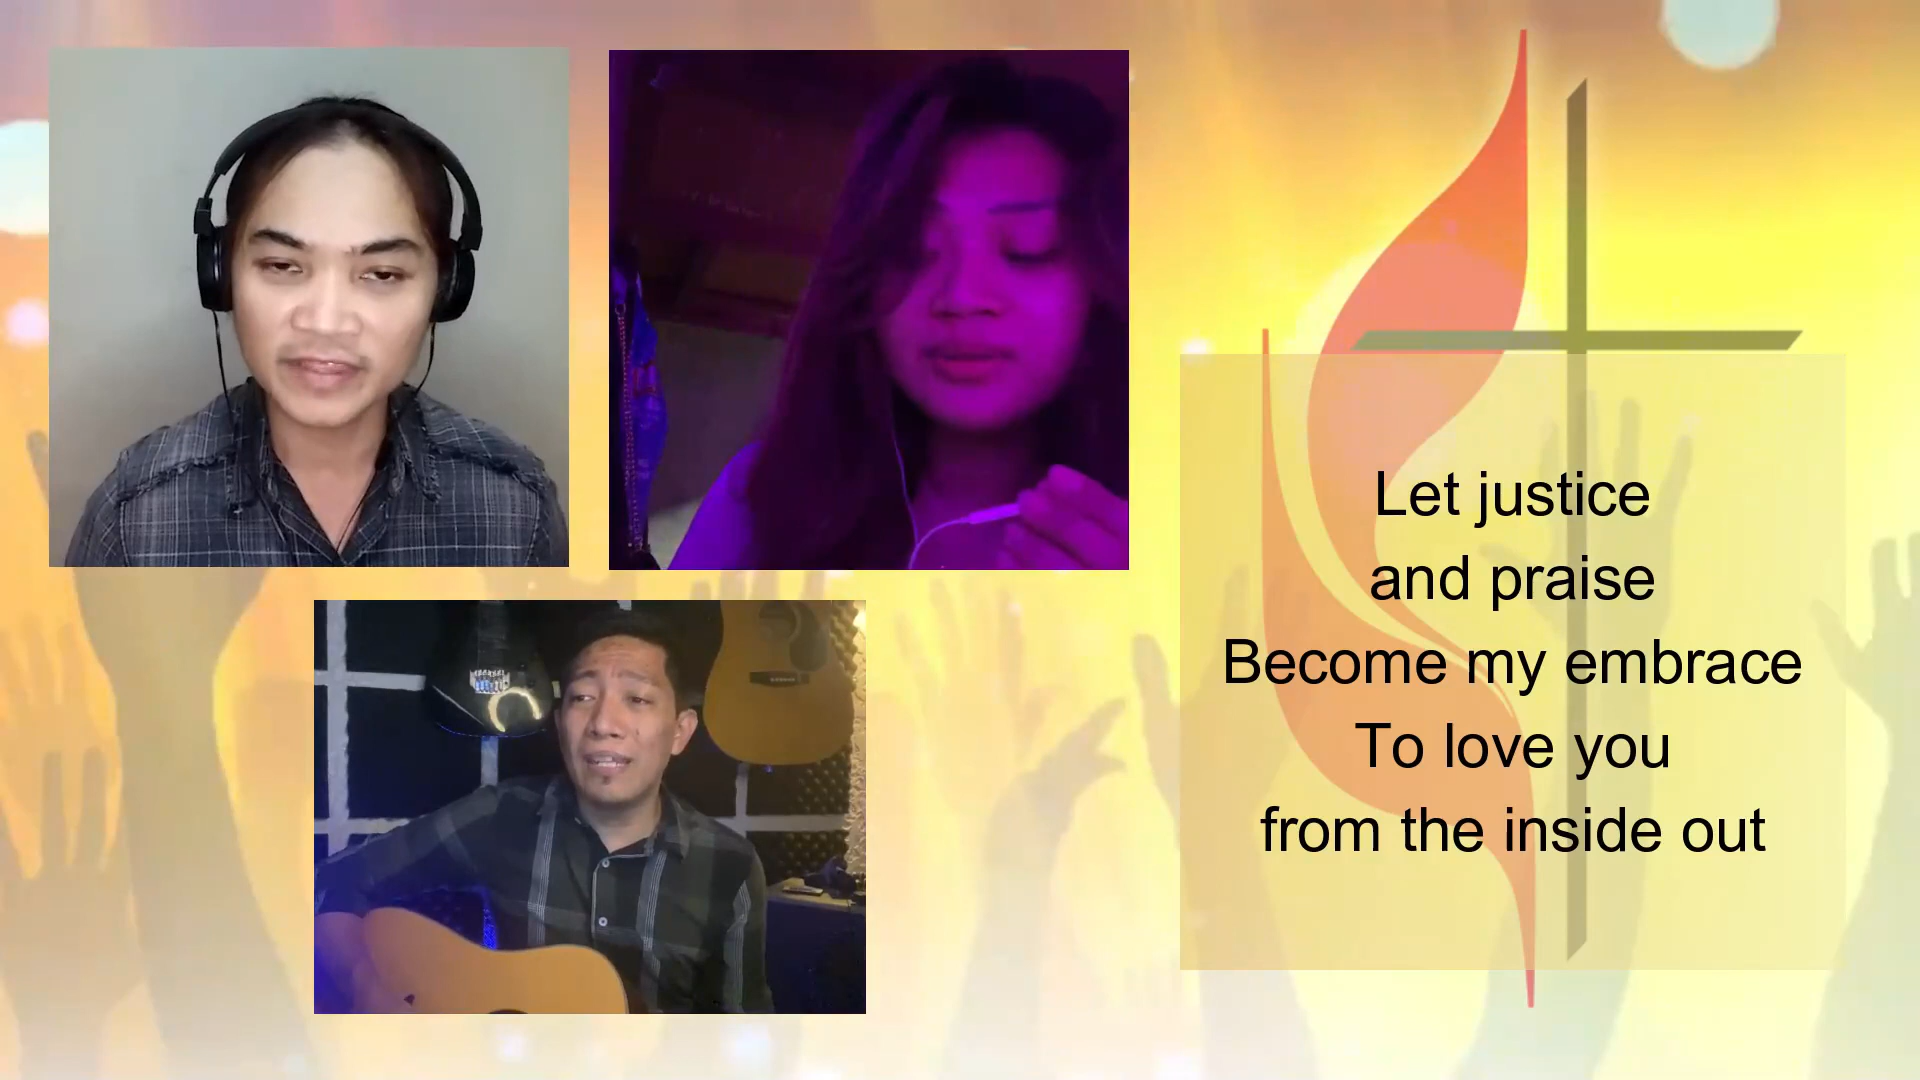 Let justice
and praise
Become my embrace
To love you
from the inside out